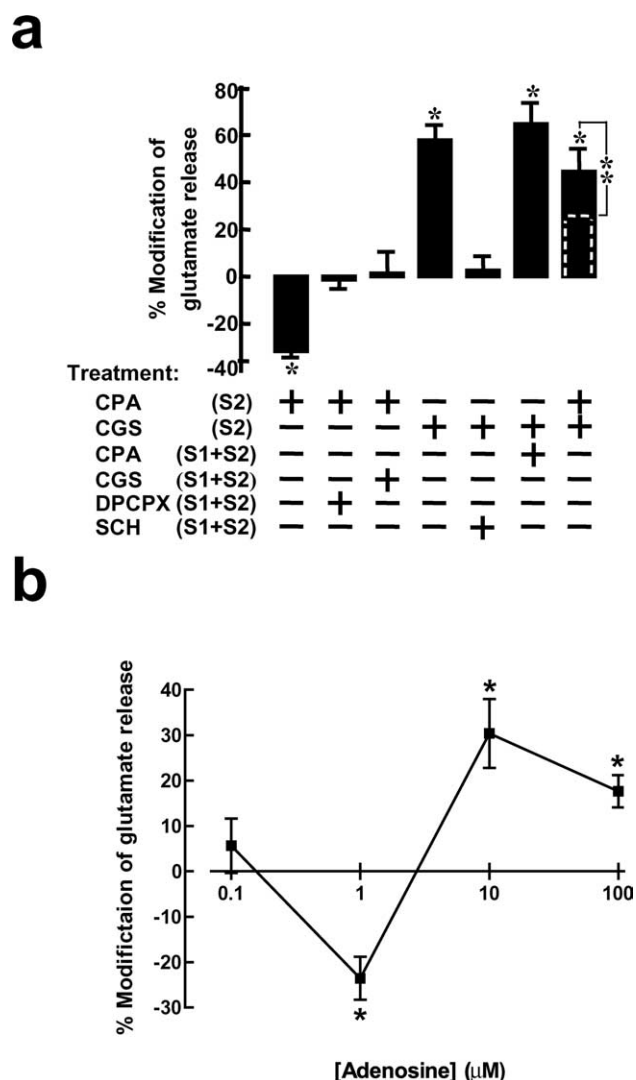 a
% Modification of
glutamate release
80
60
40
20
0
-20
-40
*
*
*
*
**
Treatment:
CPA (S2) + + + − − − +
CGS (S2) − − − + + + +
CPA (S1+S2) − − − − − + −
CGS (S1+S2) − − + − − − −
DPCPX (S1+S2) − + − − − − −
SCH (S1+S2) − − − − + − −
b
% Modifictaion of glutamate release
40
30
20
10
0
-10
-20
-30
0.1 1 10 100
*
*
*
[Adenosine] (μM)